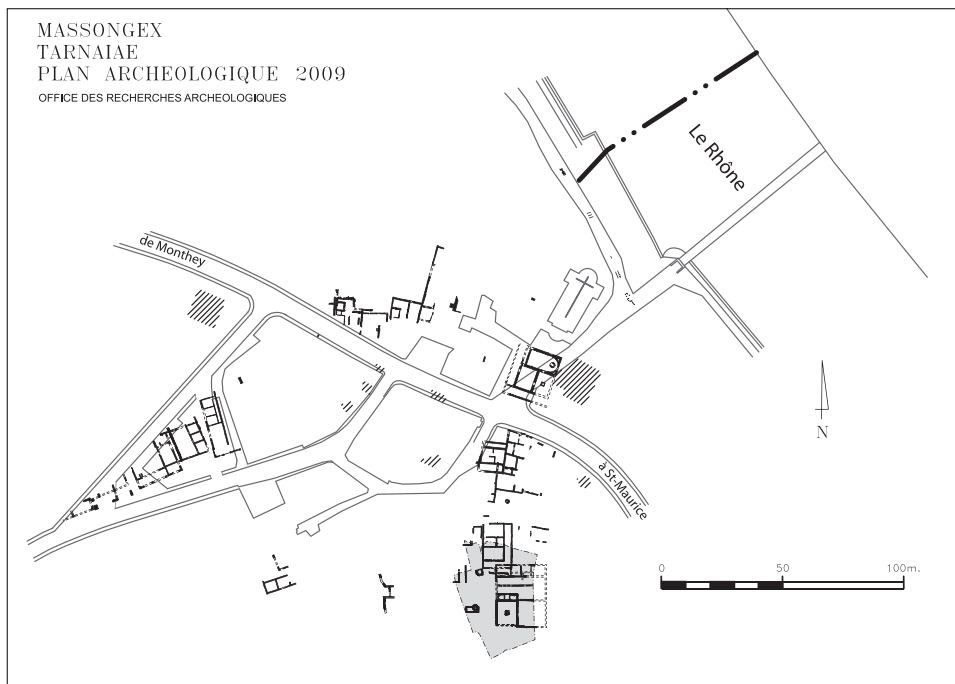 MASSONGEX
TARNAIAE
PLAN ARCHEOLOGIQUE 2009
OFFICE DES RECHERCHES ARCHEOLOGIQUES
Le Rhône
de Monthey
à St-Maurice
N
0 50 100m.